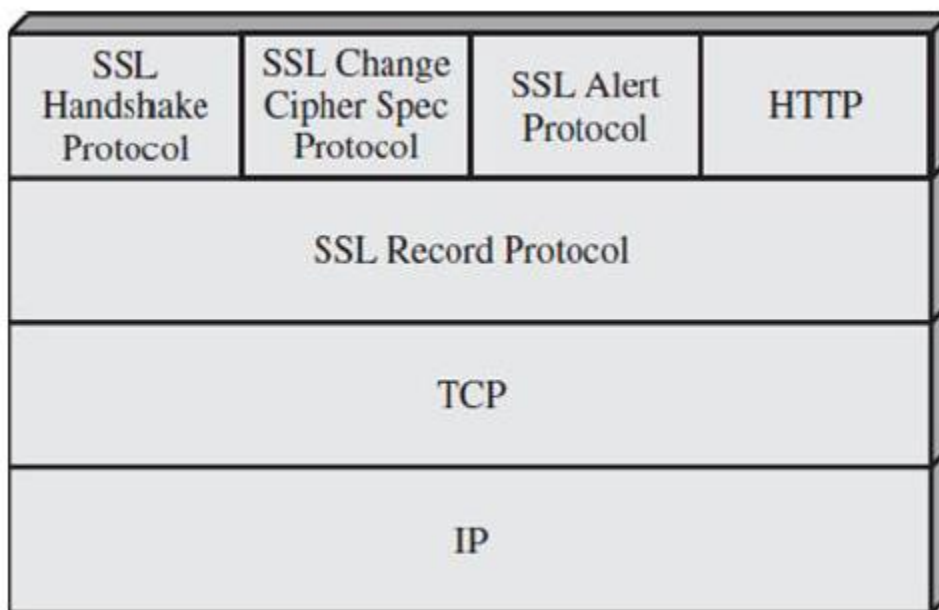 SSL
Handshake
Protocol
SSL Change
Cipher Spec
Protocol
SSL Alert
Protocol
HTTP
SSL Record Protocol
TCP
IP